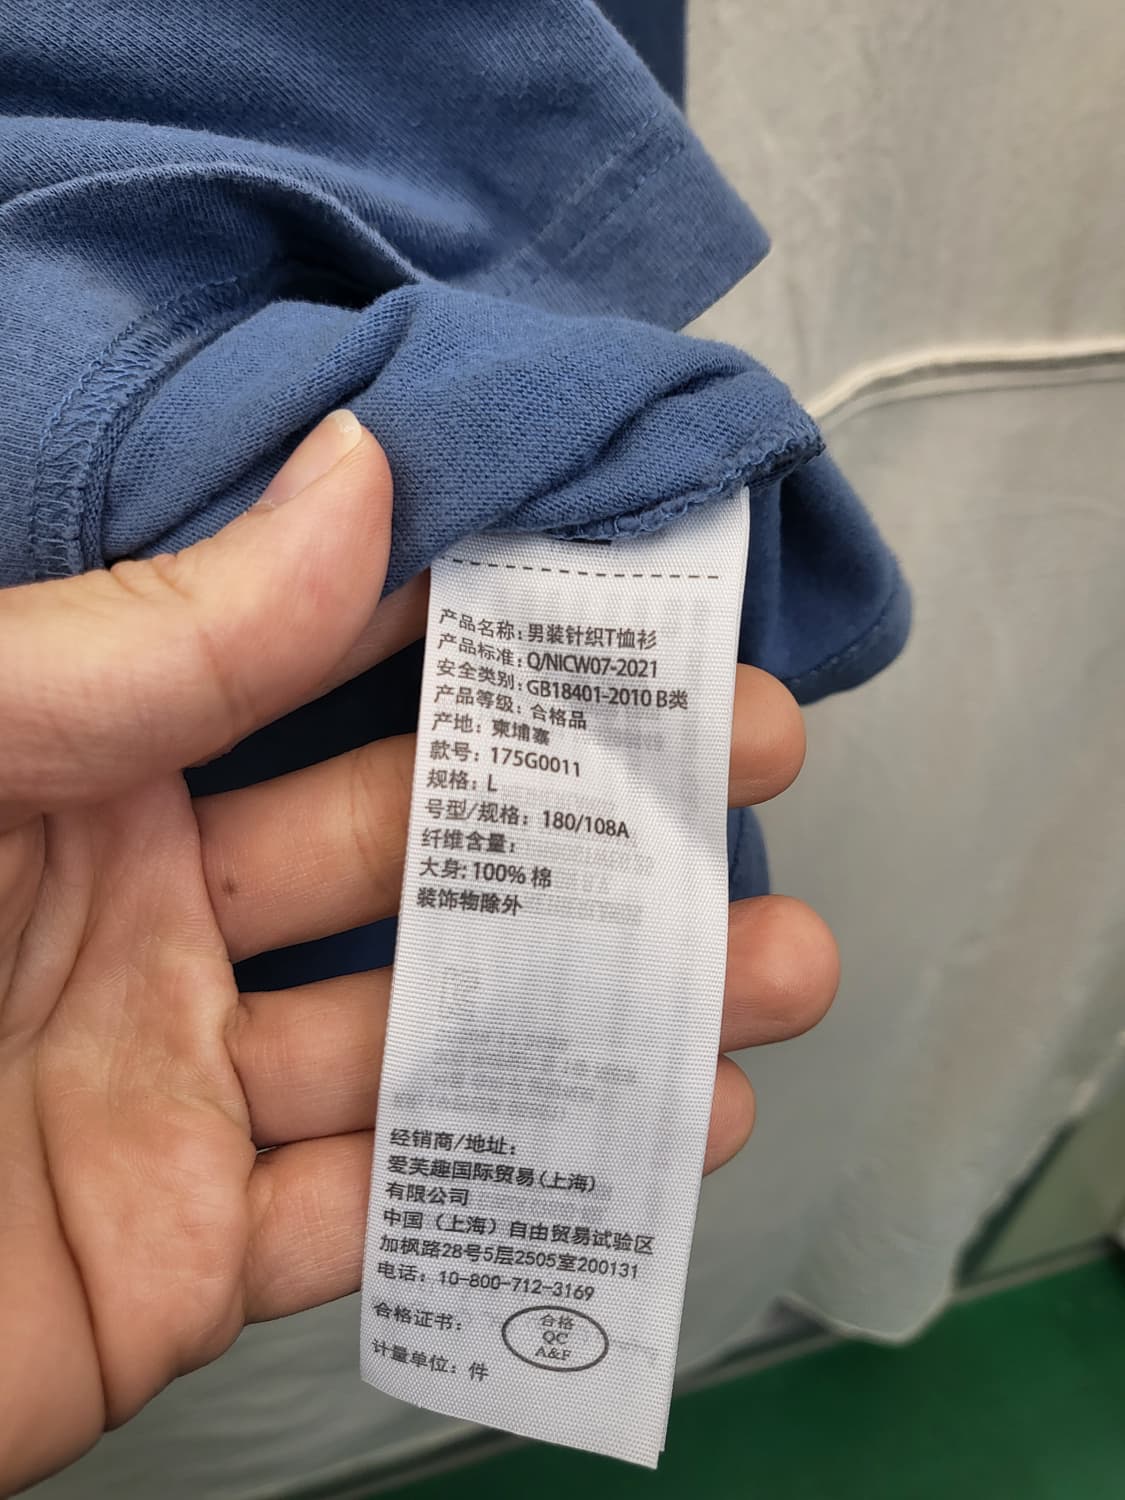 产品名称：男装针织T恤衫
产品标准：Q/NICW07-2021
安全类别：GB18401-2010 B类
产品等级：合格品
产地：柬埔寨
款号：175G0011
规格：L
号型/规格：180/108A
纤维含量：
大身：100% 棉
装饰物除外
经销商/地址：
爱芙趣国际贸易(上海)
有限公司
中国（上海）自由贸易试验区
加枫路28号5层2505室200131
电话：10-800-712-3169
合格证书：
合格
QC
A&F
计量单位：件